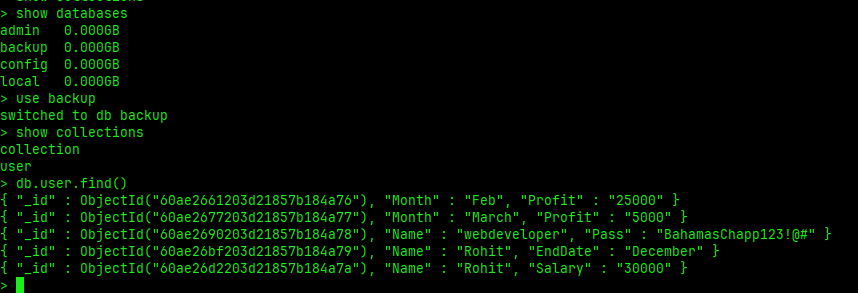 > show collections
> show databases
admin   0.000GB
backup  0.000GB
config  0.000GB
local   0.000GB
> use backup
switched to db backup
> show collections
collection
user
> db.user.find()
{ "_id" : ObjectId("60ae2661203d21857b184a76"), "Month" : "Feb", "Profit" : "25000" }
{ "_id" : ObjectId("60ae2677203d21857b184a77"), "Month" : "March", "Profit" : "5000" }
{ "_id" : ObjectId("60ae2690203d21857b184a78"), "Name" : "webdeveloper", "Pass" : "BahamasChapp123!@#" }
{ "_id" : ObjectId("60ae26bf203d21857b184a79"), "Name" : "Rohit", "EndDate" : "December" }
{ "_id" : ObjectId("60ae26d2203d21857b184a7a"), "Name" : "Rohit", "Salary" : "30000" }
>